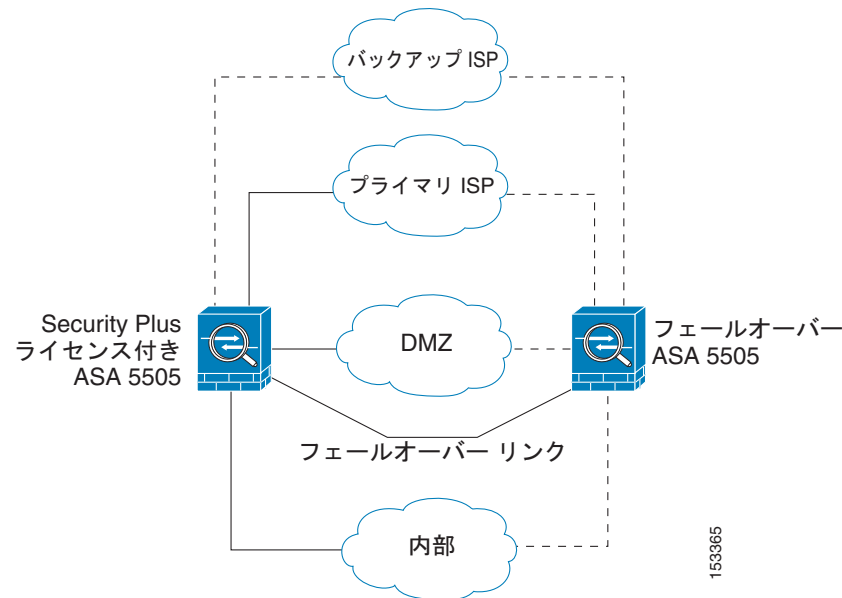 バックアップ ISP
プライマリ ISP
Security Plus
ライセンス付き
ASA 5505
DMZ
フェールオーバー
ASA 5505
フェールオーバー リンク
内部
153365